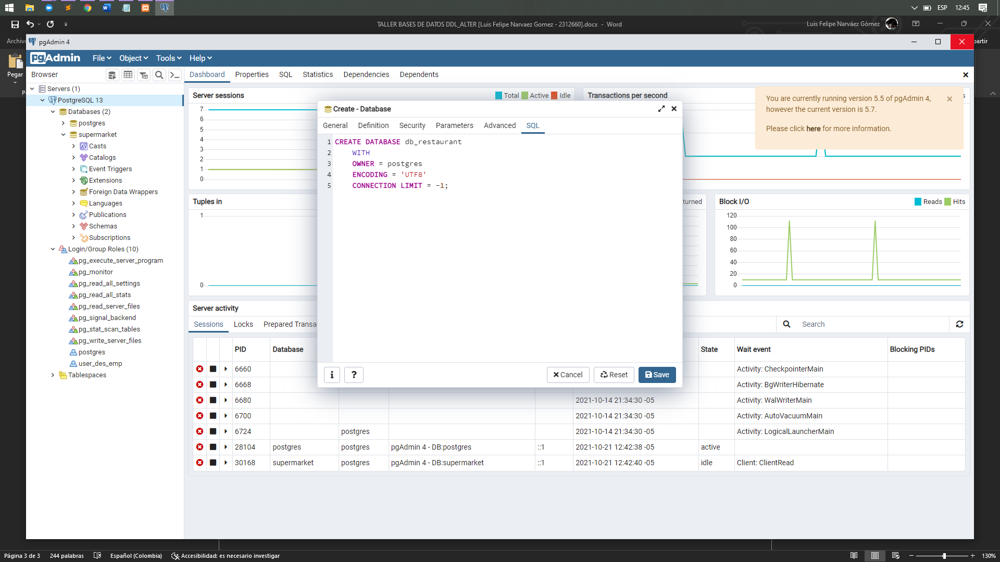 ESP
12:45
TALLER BASES DE DATOS DDL_ALTER [Luis Felipe Narvaez Gomez - 2312660].docx - Word
Luis Felipe Narváez Gómez
Archivo
partir
Pegar
pgAdmin 4
pgAdmin
File
Object
Tools
Help
Browser
Dashboard
Properties
SQL
Statistics
Dependencies
Dependents
Servers (1)
PostgreSQL 13
Databases (2)
postgres
supermarket
Casts
Catalogs
Event Triggers
Extensions
Foreign Data Wrappers
Languages
Publications
Schemas
Subscriptions
Login/Group Roles (10)
pg_execute_server_program
pg_monitor
pg_read_all_settings
pg_read_all_stats
pg_read_server_files
pg_signal_backend
pg_stat_scan_tables
pg_write_server_files
postgres
user_des_emp
Tablespaces
Server sessions
Total
Active
Idle
7
6
5
4
3
2
1
0
Transactions per second
You are currently running version 5.5 of pgAdmin 4,
however the current version is 5.7.
Please click here for more information.
Create - Database
General
Definition
Security
Parameters
Advanced
SQL
1 CREATE DATABASE db_restaurant
2 WITH
3 OWNER = postgres
4 ENCODING = 'UTF8'
5 CONNECTION LIMIT = -1;
i
?
Cancel
Reset
Save
Tuples in
1
0
turned
Block I/O
Reads
Hits
120
100
80
60
40
20
0
Server activity
Sessions
Locks
Prepared Transa
Search
PID
Database
State
Wait event
Blocking PIDs
6660 Activity: CheckpointerMain
6668 Activity: BgWriterHibernate
6680 2021-10-14 21:34:30 -05 Activity: WalWriterMain
6700 2021-10-14 21:34:30 -05 Activity: AutoVacuumMain
6724 postgres 2021-10-14 21:34:30 -05 Activity: LogicalLauncherMain
28104 postgres postgres pgAdmin 4 - DB:postgres ::1 2021-10-21 12:42:38 -05 active
30168 supermarket postgres pgAdmin 4 - DB:supermarket ::1 2021-10-21 12:42:40 -05 idle Client: ClientRead
Página 3 de 3
244 palabras
Español (Colombia)
Accesibilidad: es necesario investigar
130%